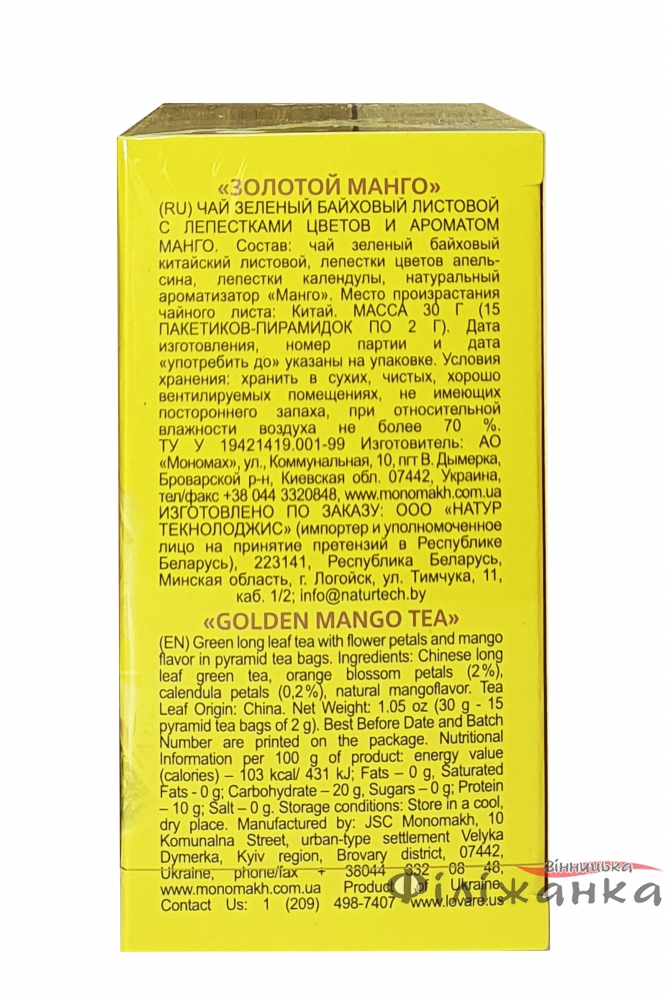 «ЗОЛОТОЙ МАНГО»
(RU) ЧАЙ ЗЕЛЕНЫЙ БАЙХОВЫЙ ЛИСТОВОЙ
С ЛЕПЕСТКАМИ ЦВЕТОВ И АРОМАТОМ
МАНГО. Состав: чай зеленый байховый
китайский листовой, лепестки цветов апель-
сина, лепестки календулы, натуральный
ароматизатор «Манго». Место произрастания
чайного листа: Китай. МАССА 30 Г (15
ПАКЕТИКОВ-ПИРАМИДОК ПО 2 Г). Дата
изготовления, номер партии и дата
«употребить до» указаны на упаковке. Условия
хранения: хранить в сухих, чистых, хорошо
вентилируемых помещениях, не имеющих
постороннего запаха, при относительной
влажности воздуха не более 70 %.
ТУ У 19421419.001-99 Изготовитель: АО
«Мономах», ул., Коммунальная, 10, пгт В. Дымерка,
Броварской р-н, Киевская обл. 07442, Украина,
тел/факс +38 044 3320848, www.monomakh.com.ua
ИЗГОТОВЛЕНО ПО ЗАКАЗУ: ООО «НАТУР
ТЕКНОЛОДЖИС» (импортер и уполномоченное
лицо на принятие претензий в Республике
Беларусь), 223141, Республика Беларусь,
Минская область, г. Логойск, ул. Тимчука, 11,
каб. 1/2; info@naturtech.by
«GOLDEN MANGO TEA»
(EN) Green long leaf tea with flower petals and mango
flavor in pyramid tea bags. Ingredients: Chinese long
leaf green tea, orange blossom petals (2%),
calendula petals (0,2%), natural mangoflavor. Tea
Leaf Origin: China. Net Weight: 1.05 oz (30 g - 15
pyramid tea bags of 2 g). Best Before Date and Batch
Number are printed on the package. Nutritional
Information per 100 g of product: energy value
(calories) – 103 kcal/ 431 kJ; Fats – 0 g, Saturated
Fats - 0 g; Carbohydrate – 20 g, Sugars – 0 g; Protein
– 10 g; Salt – 0 g. Storage conditions: Store in a cool,
dry place. Manufactured by: JSC Monomakh, 10
Komunalna Street, urban-type settlement Velyka
Dymerka, Kyiv region, Brovary district, 07442,
Ukraine, phone/fax + 38044 332 08 48,
www.monomakh.com.ua Product of Ukraine
Contact Us: 1 (209) 498-7407 www.lovare.us
Вінницька
Філіжанка